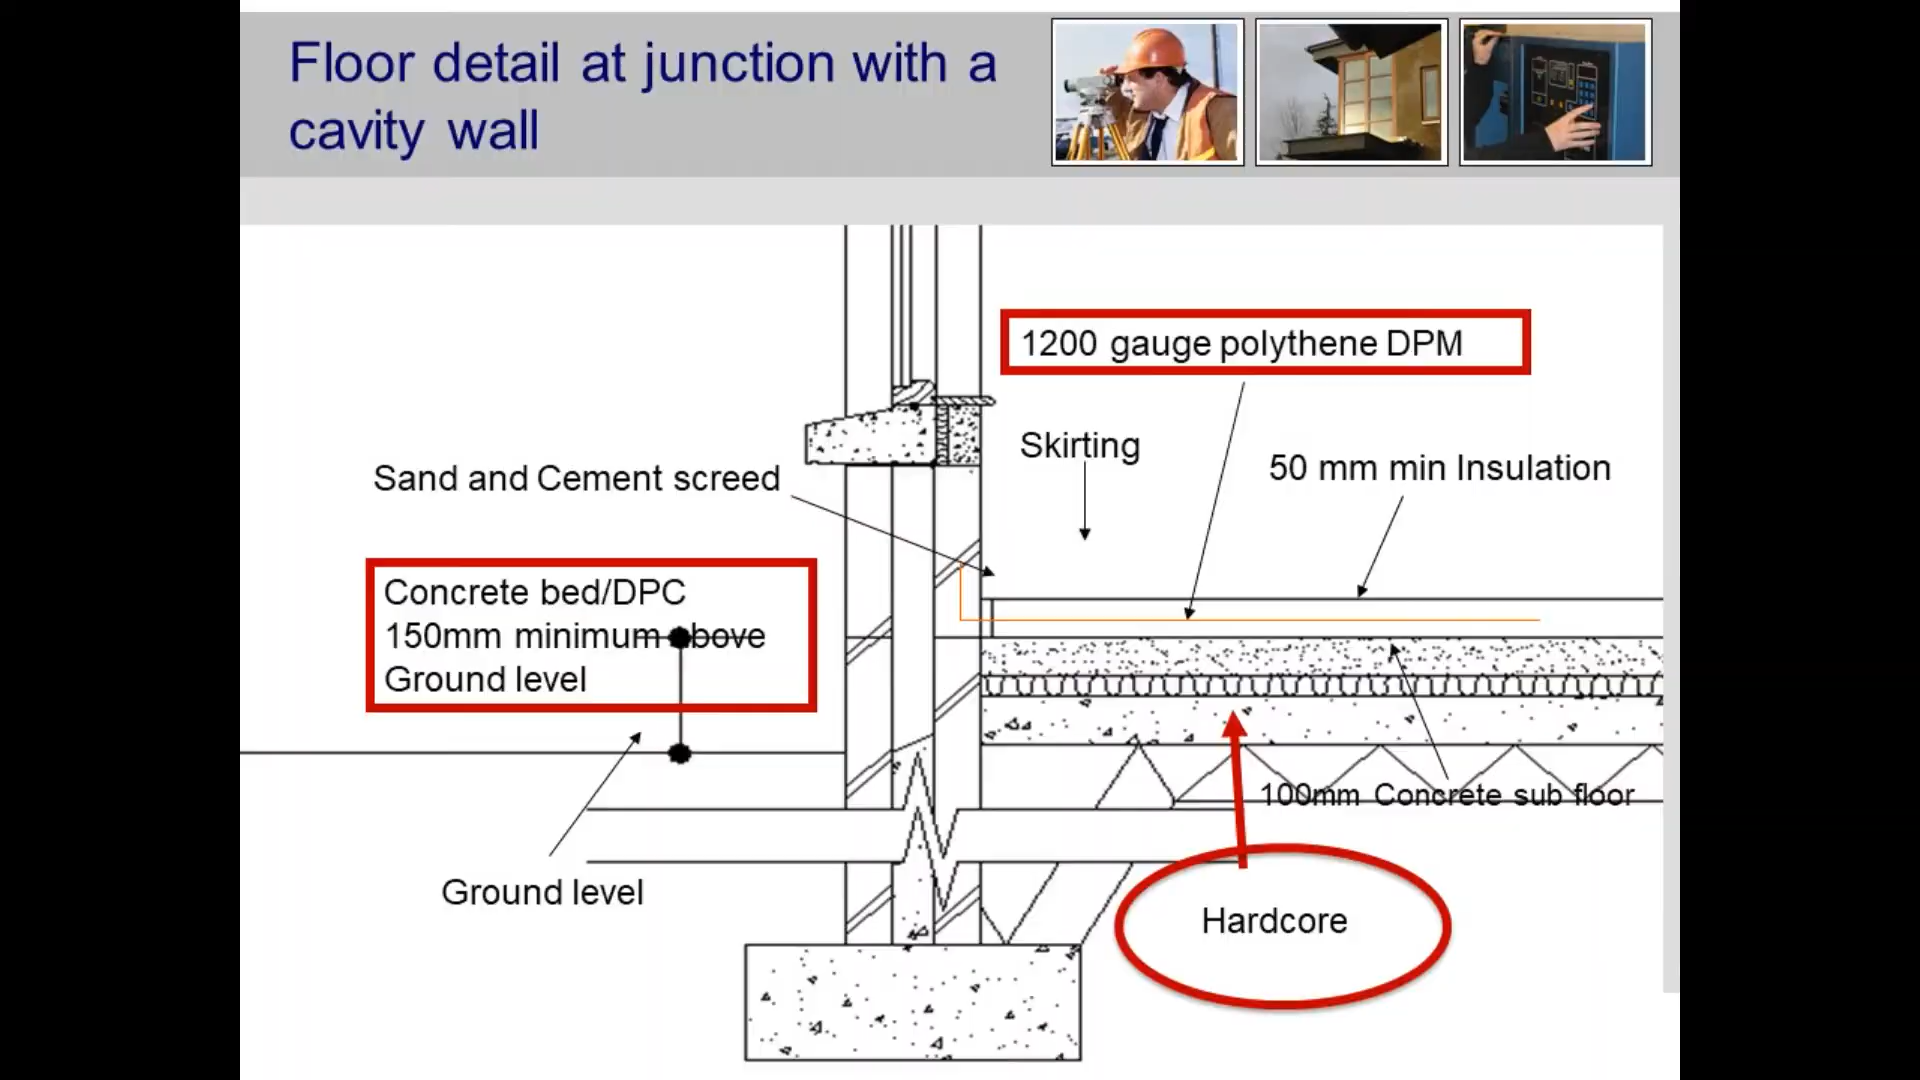 Floor detail at junction with a
cavity wall
1200 gauge polythene DPM
Skirting
50 mm min Insulation
Sand and Cement screed
Concrete bed/DPC
150mm minimum above
Ground level
100mm Concrete sub floor
Ground level
Hardcore